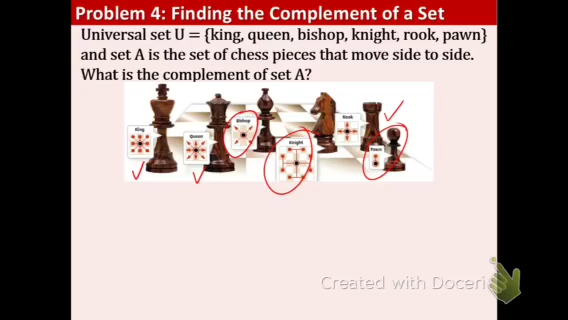 Problem 4: Finding the Complement of a Set
Universal set U = {king, queen, bishop, knight, rook, pawn}
and set A is the set of chess pieces that move side to side.
What is the complement of set A?
King
Queen
Bishop
Knight
Rook
Pawn
Created with Doceri